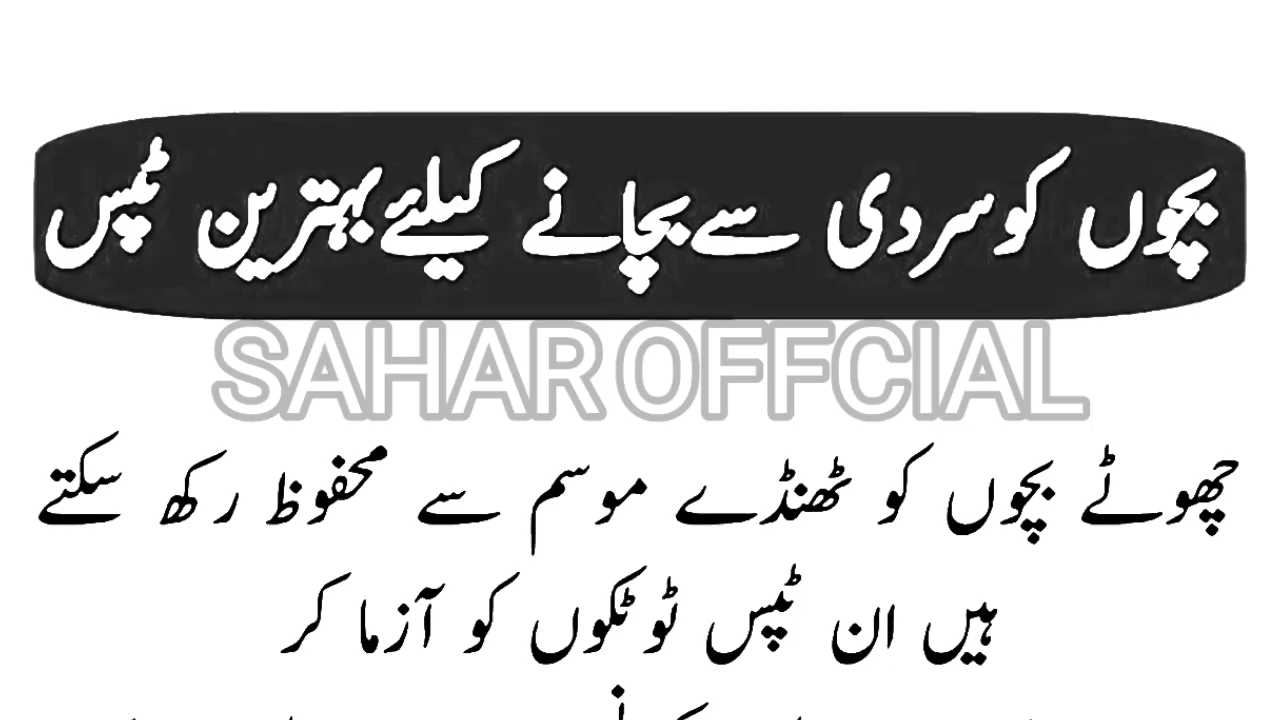 بچوں کو سردی سے بچانے کیلئے بہترین ٹپس
SAHAR OFFCIAL
چھوٹے بچوں کو ٹھنڈے موسم سے محفوظ رکھ سکتے
ہیں ان ٹپس ٹوٹکوں کو آزما کر